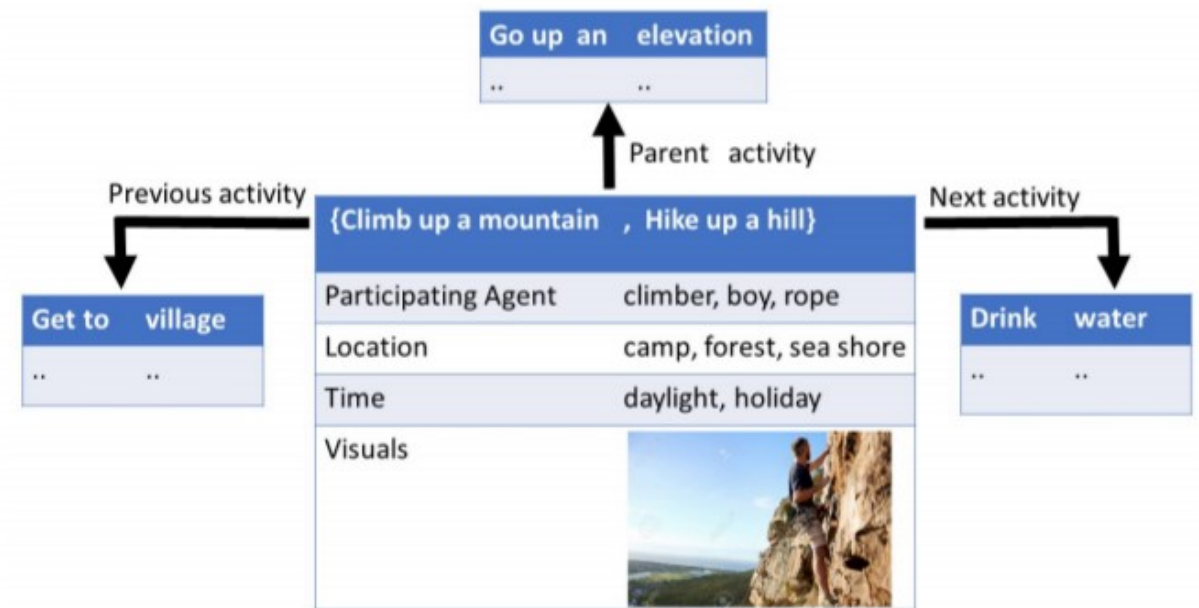 Go up an elevation
.. ..
Parent activity
Previous activity
Next activity
{Climb up a mountain , Hike up a hill}
Participating Agent climber, boy, rope
Location camp, forest, sea shore
Time daylight, holiday
Visuals
Get to village
.. ..
Drink water
.. ..